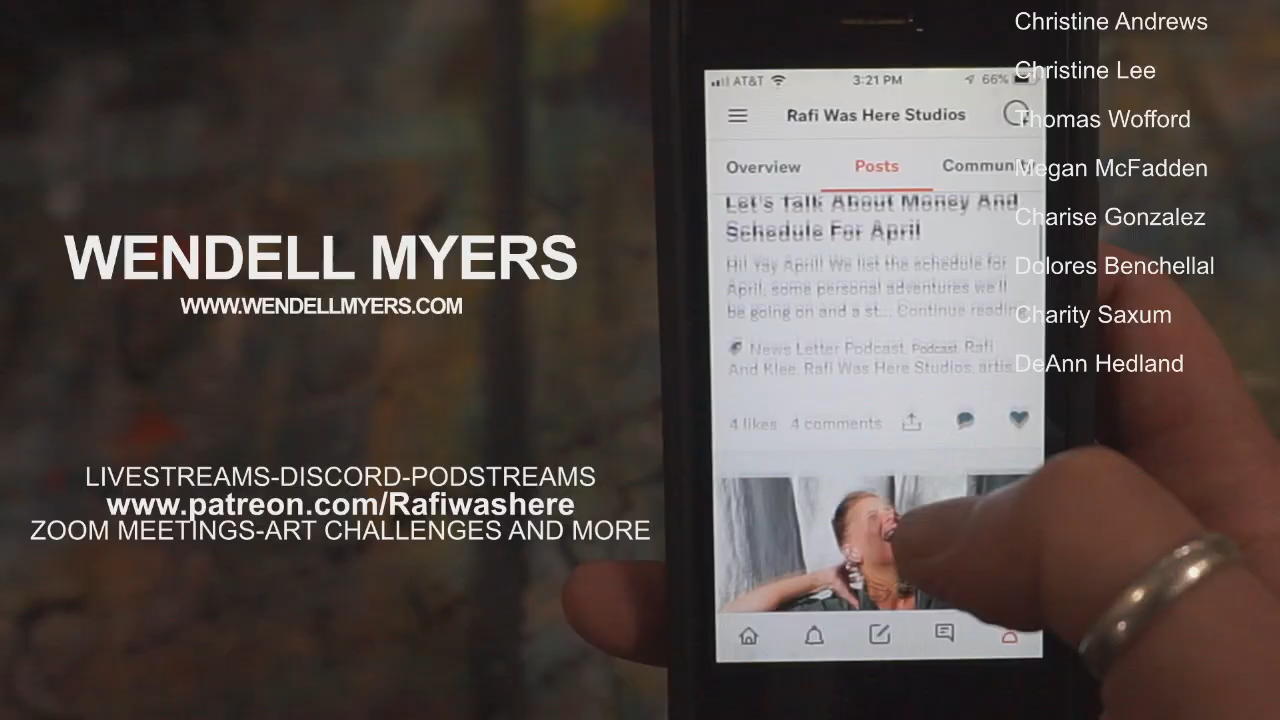 WENDELL MYERS
WWW.WENDELLMYERS.COM
LIVESTREAMS-DISCORD-PODSTREAMS
www.patreon.com/Rafiwashere
ZOOM MEETINGS-ART CHALLENGES AND MORE
AT&T 3:21 PM 66%
Rafi Was Here Studios
Overview Posts Commun
Let's Talk About Money And
Schedule For April
Hi! Yay April! We list the schedule for
April, some personal adventures we'll
be going on and a st... Continue readin
News Letter Podcast, Podcast, Rafi
And Klee, Rafi Was Here Studios, artis
4 likes 4 comments
Christine Andrews
Christine Lee
Thomas Wofford
Megan McFadden
Charise Gonzalez
Dolores Benchellal
Charity Saxum
DeAnn Hedland